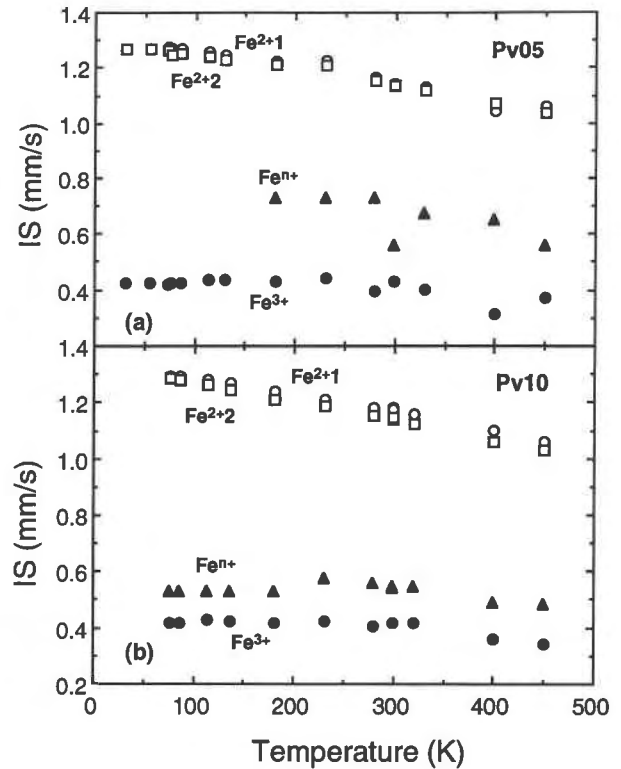 1.4
Fe²⁺1
Pv05
1.2
Fe²⁺2
1.0
IS (mm/s)
0.8
Feⁿ⁺
0.6
0.4
Fe³⁺
(a)
1.4
Fe²⁺1
Pv10
1.2
Fe²⁺2
1.0
IS (mm/s)
0.8
Feⁿ⁺
0.6
0.4
Fe³⁺
(b)
0.2
0 100 200 300 400 500
Temperature (K)